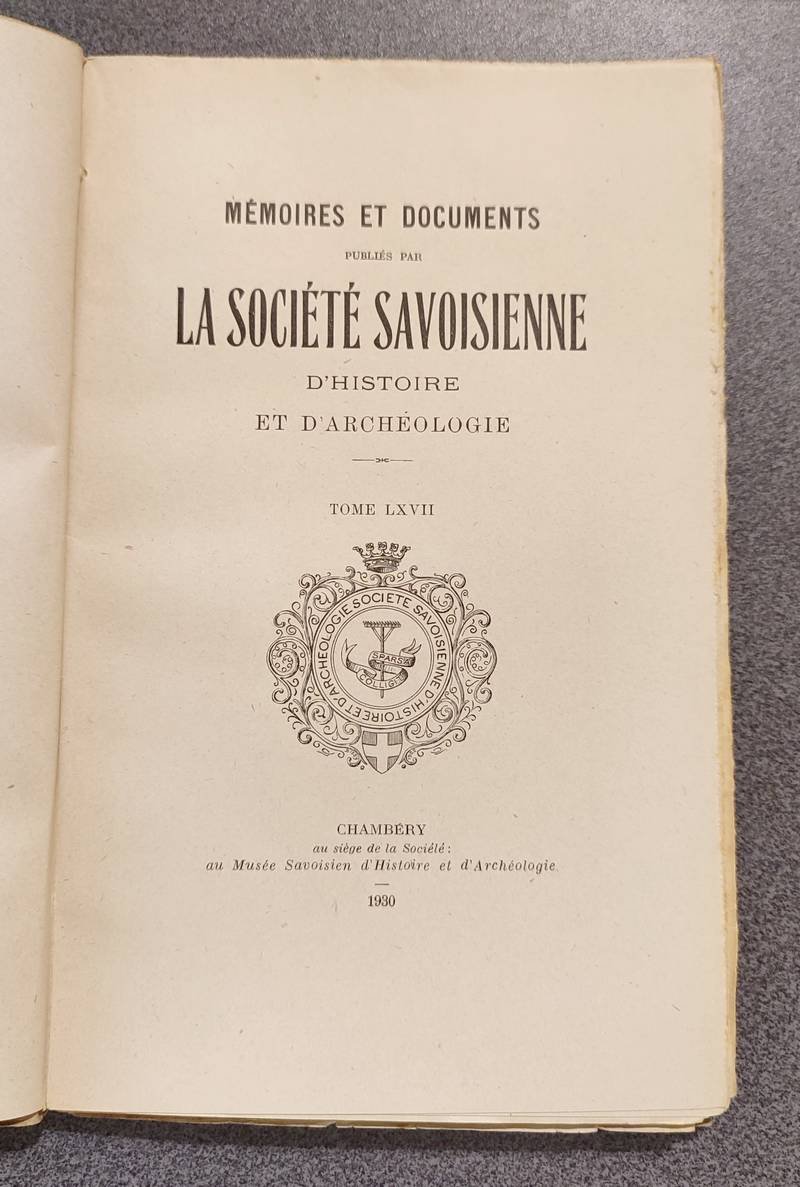 MÉMOIRES ET DOCUMENTS
PUBLIÉS PAR
LA SOCIÉTÉ SAVOISIENNE
D'HISTOIRE
ET D'ARCHÉOLOGIE
TOME LXVII
SOCIETE SAVOISIENNE D'HISTOIRE ET D'ARCHEOLOGIE
SPARSA
COLLIGIT
CHAMBÉRY
au siège de la Société :
au Musée Savoisien d'Histoire et d'Archéologie.
1930